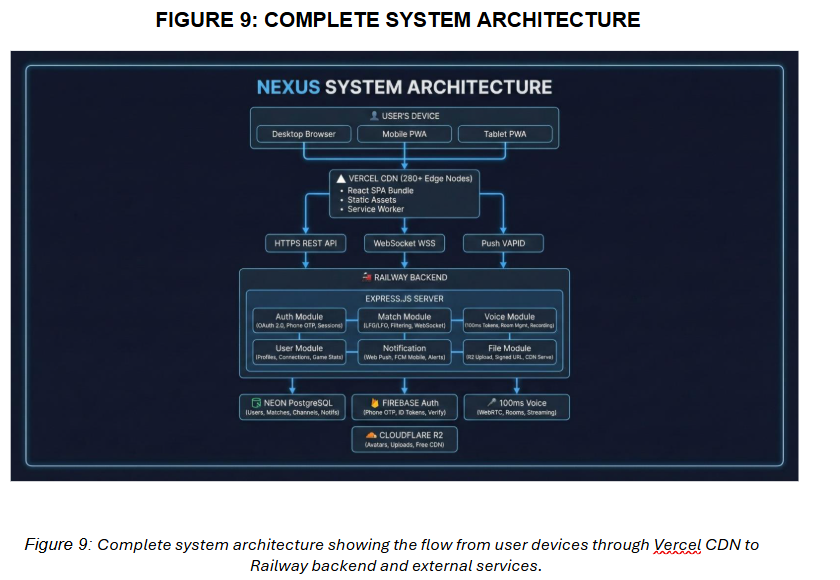 FIGURE 9: COMPLETE SYSTEM ARCHITECTURE
NEXUS SYSTEM ARCHITECTURE
USER'S DEVICE
Desktop Browser
Mobile PWA
Tablet PWA
VERCEL CDN (280+ Edge Nodes)
• React SPA Bundle
• Static Assets
• Service Worker
HTTPS REST API
WebSocket WSS
Push VAPID
RAILWAY BACKEND
EXPRESS.JS SERVER
Auth Module
(OAuth 2.0, Phone OTP, Sessions)
Match Module
(LFG/LFO, Filtering, WebSocket)
Voice Module
(100ms Tokens, Room Mgmt, Recording)
User Module
(Profiles, Connections, Game Stats)
Notification
(Web Push, FCM Mobile, Alerts)
File Module
(R2 Upload, Signed URL, CDN Serve)
NEON PostgreSQL
(Users, Matches, Channels, Notifs)
FIREBASE Auth
(Phone OTP, ID Tokens, Verify)
100ms Voice
(WebRTC, Rooms, Streaming)
CLOUDFLARE R2
(Avatars, Uploads, Free CDN)
Figure 9: Complete system architecture showing the flow from user devices through Vercel CDN to
Railway backend and external services.